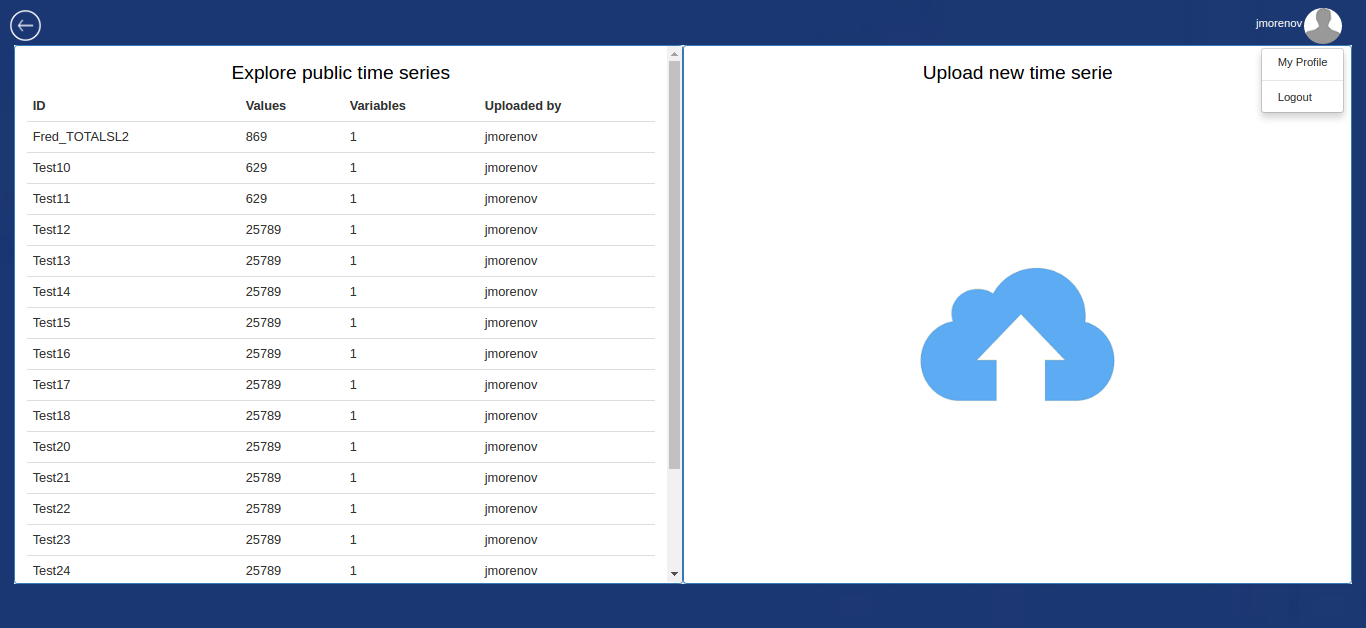 jmorenov
My Profile
Logout
Explore public time series
ID Values Variables Uploaded by
Fred_TOTALSL2 869 1 jmorenov
Test10 629 1 jmorenov
Test11 629 1 jmorenov
Test12 25789 1 jmorenov
Test13 25789 1 jmorenov
Test14 25789 1 jmorenov
Test15 25789 1 jmorenov
Test16 25789 1 jmorenov
Test17 25789 1 jmorenov
Test18 25789 1 jmorenov
Test20 25789 1 jmorenov
Test21 25789 1 jmorenov
Test22 25789 1 jmorenov
Test23 25789 1 jmorenov
Test24 25789 1 jmorenov
Upload new time serie